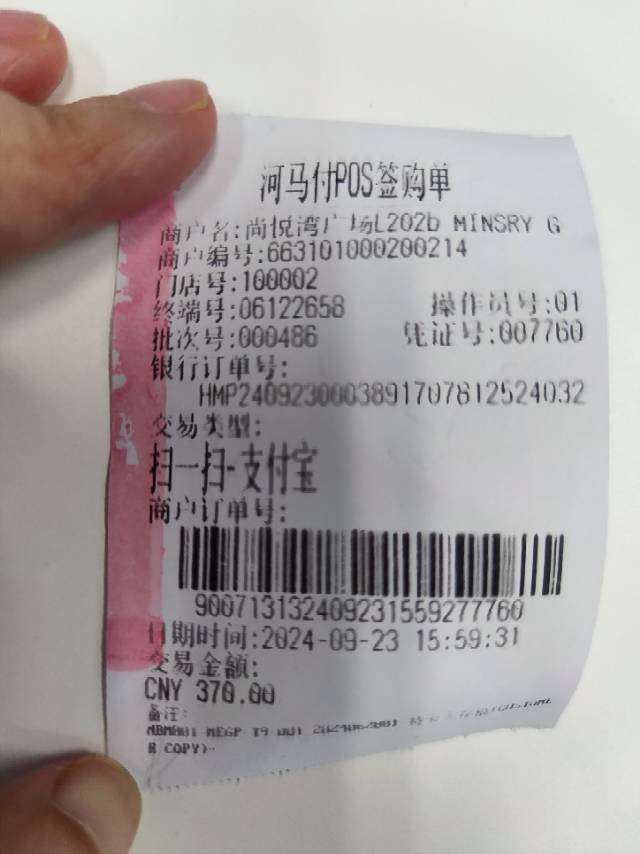 河马付POS签购单
商户名:尚悦湾广场L202b MINSRY G
商户编号:663101000200214
门店号:100002
终端号:06122658 操作员号:01
批次号:000486 凭证号:007760
银行订单号:
HMP2409230003891707812524032
交易类型:
扫一扫-支付宝
商户订单号:
900713132409231559277760
日期时间:2024-09-23 15:59:31
交易金额:
CNY 370.00
备注:
R COPY)-